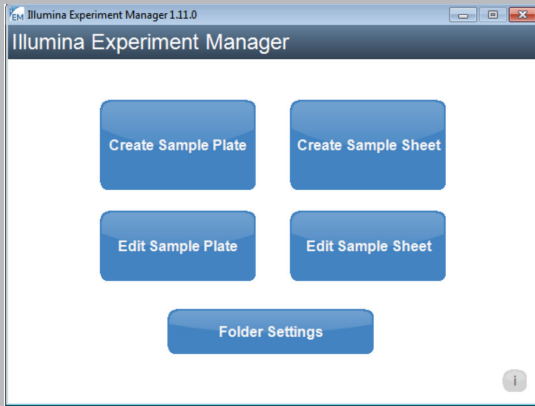 EM Illumina Experiment Manager 1.11.0
Illumina Experiment Manager
Create Sample Plate Create Sample Sheet
Edit Sample Plate Edit Sample Sheet
Folder Settings
i